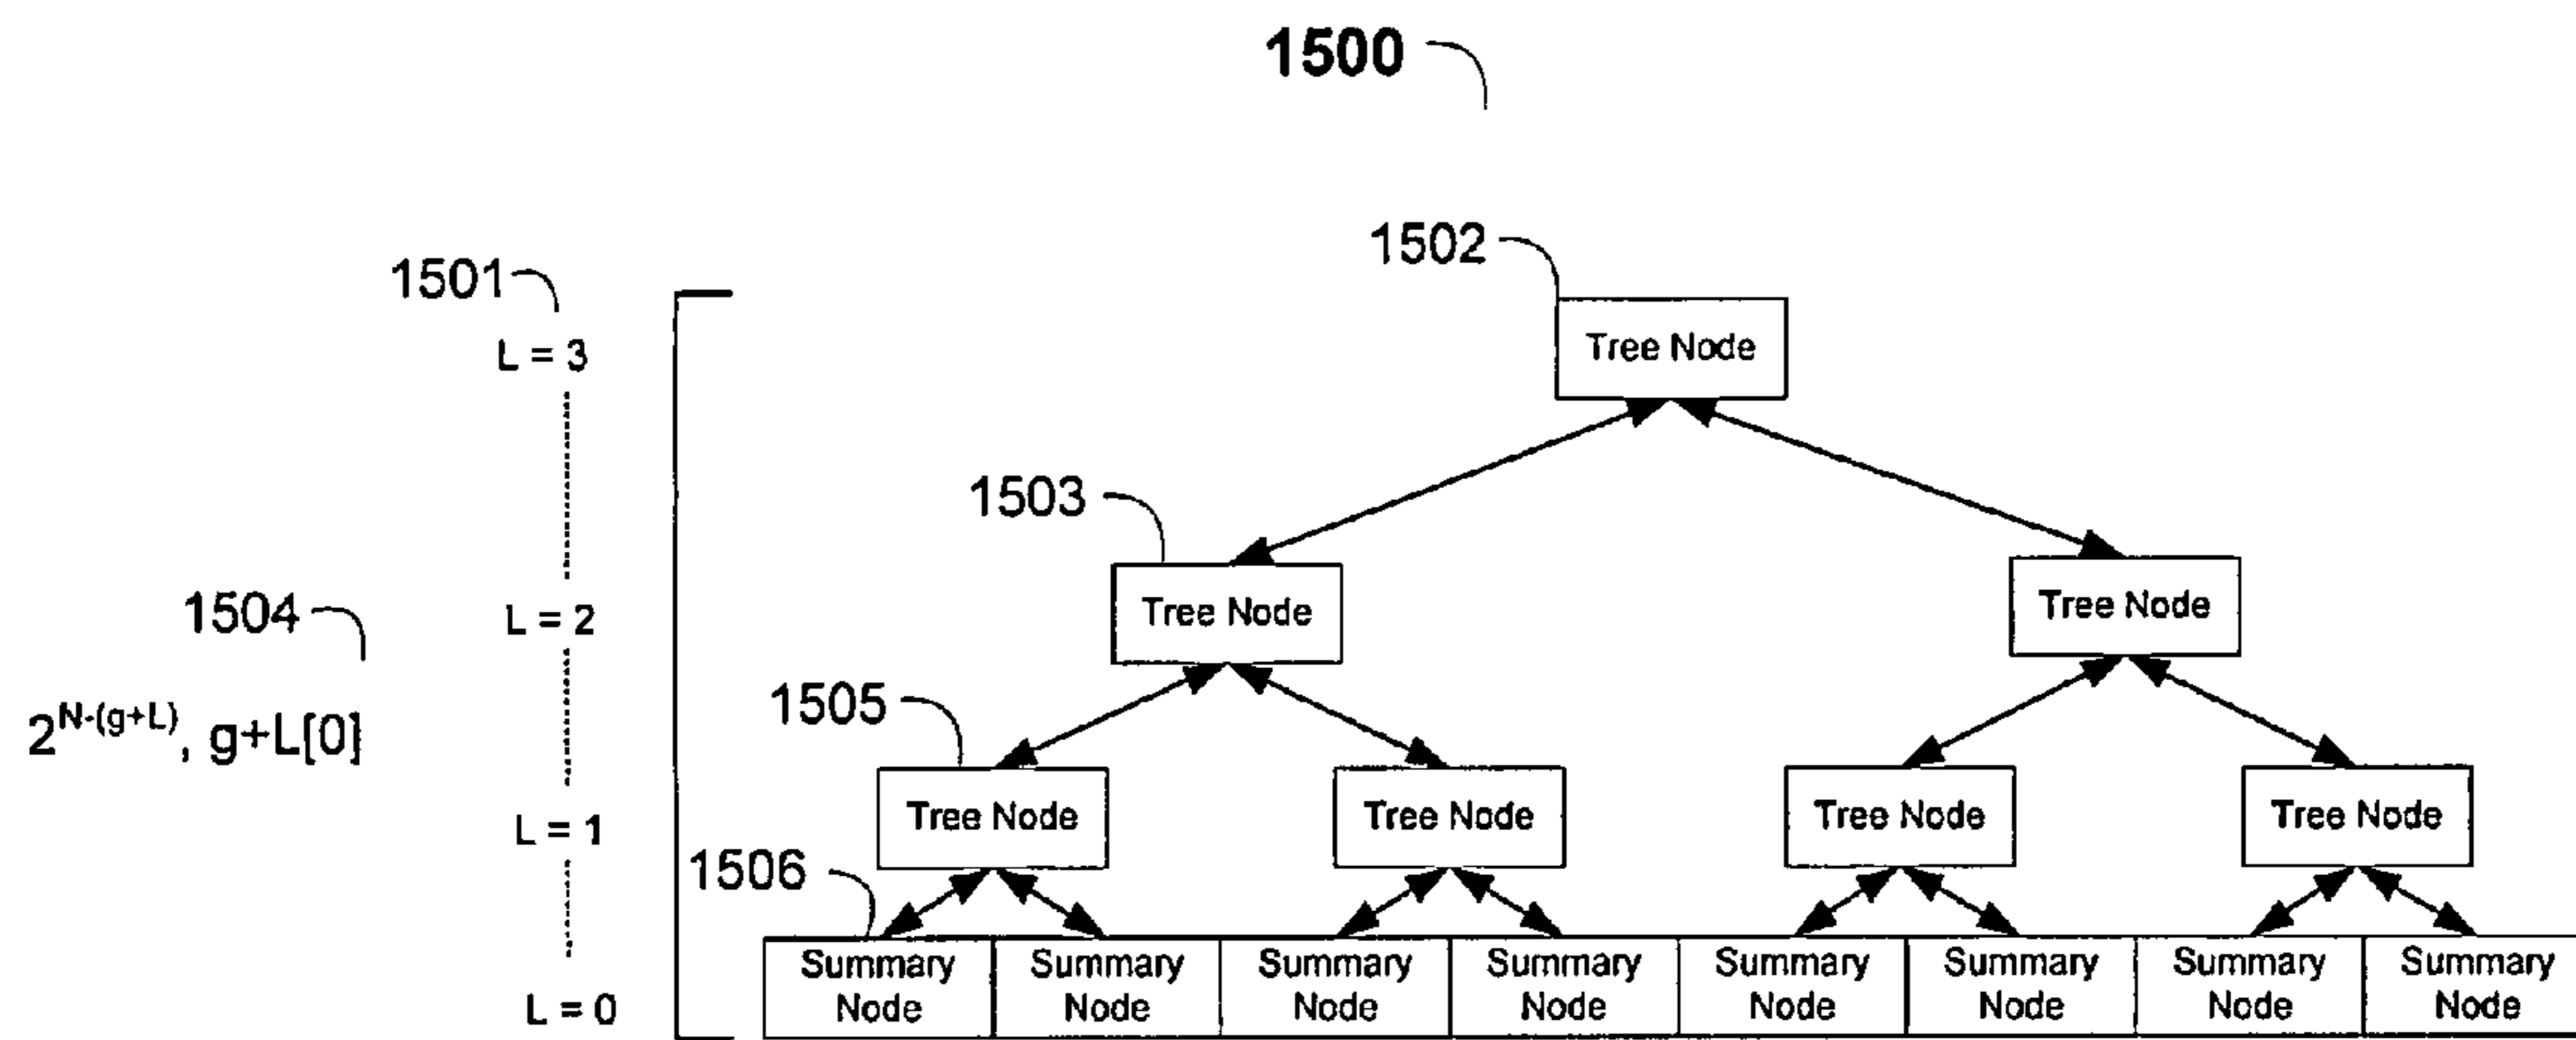 1500
1502
1501
L = 3
Tree Node
1503
1504
L = 2
Tree Node
Tree Node
2^{N-(g+L)}, g+L[0]
1505
L = 1
Tree Node
Tree Node
Tree Node
Tree Node
1506
L = 0
Summary
Node
Summary
Node
Summary
Node
Summary
Node
Summary
Node
Summary
Node
Summary
Node
Summary
Node